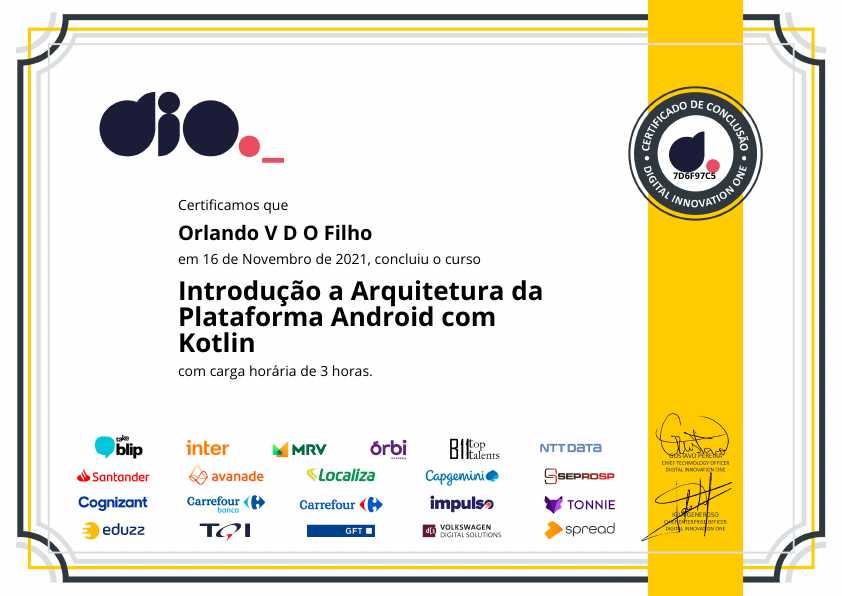 dio._
CERTIFICADO DE CONCLUSÃO
7D6F97C5
DIGITAL INNOVATION ONE
Certificamos que
Orlando V D O Filho
em 16 de Novembro de 2021, concluiu o curso
Introdução a Arquitetura da
Plataforma Android com
Kotlin
com carga horária de 3 horas.
take blip
inter
MRV
órbi
B11 top talents
NTT DATA
Santander
avanade
Localiza
Capgemini
SEPROSP
Cognizant
Carrefour banco
Carrefour
impulso
TONNIE
eduzz
TQI
GFT
VOLKSWAGEN
DIGITAL SOLUTIONS
spread
GUSTAVO PEREIRA
CHIEF TECHNOLOGY OFFICER
DIGITAL INNOVATION ONE
GENEROSO
CHIEF ENTERPRISE OFFICER
DIGITAL INNOVATION ONE